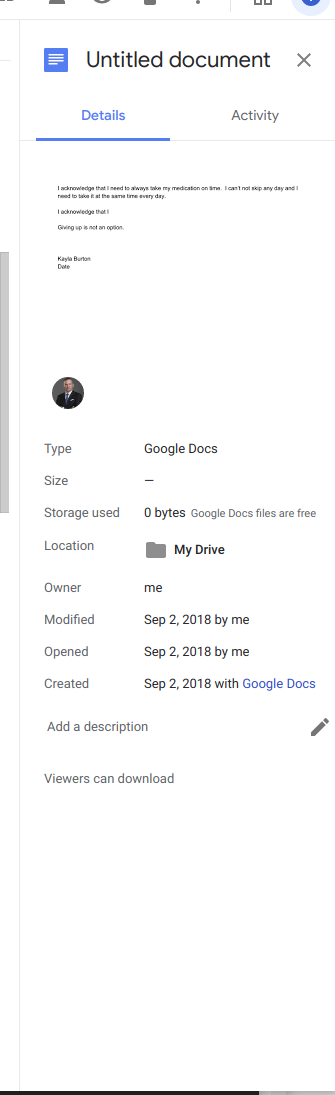 Untitled document
Details
Activity
I acknowledge that I need to always take my medication on time. I can't not skip any day and I
need to take it at the same time every day.
I acknowledge that I
Giving up is not an option.
Kayla Burton
Date
Type
Google Docs
Size
—
Storage used
0 bytes Google Docs files are free
Location
My Drive
Owner
me
Modified
Sep 2, 2018 by me
Opened
Sep 2, 2018 by me
Created
Sep 2, 2018 with Google Docs
Add a description
Viewers can download